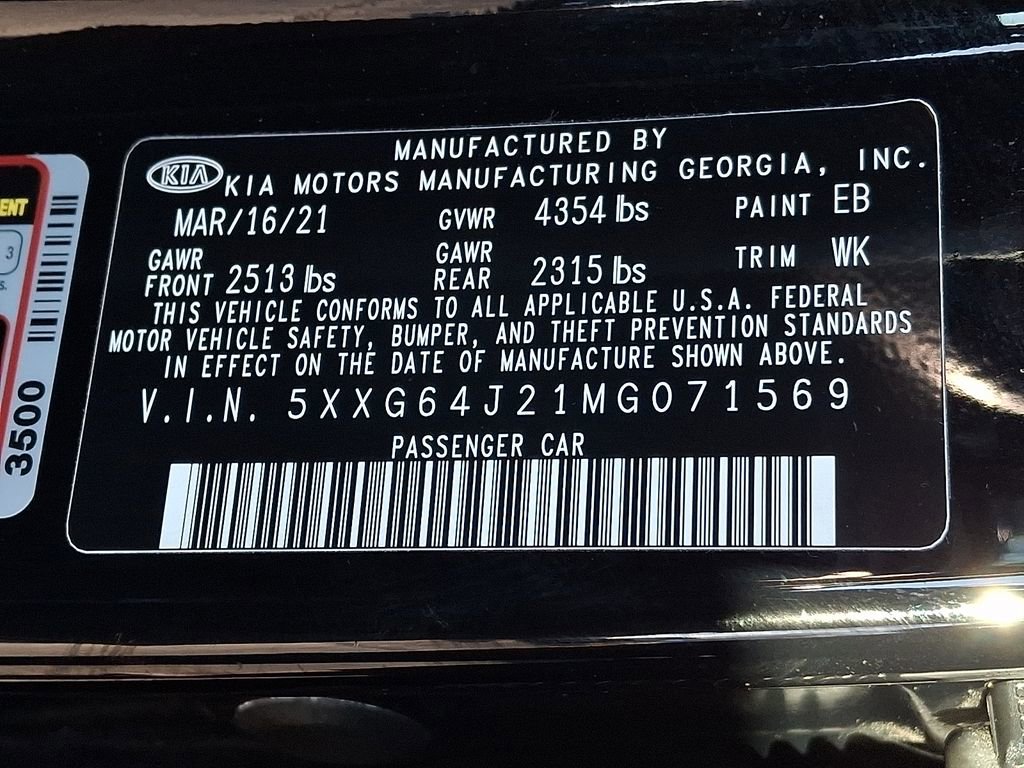 MANUFACTURED BY
KIA KIA MOTORS MANUFACTURING GEORGIA, INC.
MAR/16/21 GVWR 4354 lbs PAINT EB
GAWR FRONT 2513 lbs GAWR REAR 2315 lbs TRIM WK
THIS VEHICLE CONFORMS TO ALL APPLICABLE U.S.A. FEDERAL
MOTOR VEHICLE SAFETY, BUMPER, AND THEFT PREVENTION STANDARDS
IN EFFECT ON THE DATE OF MANUFACTURE SHOWN ABOVE.
V.I.N. 5XXG64J21MG071569
PASSENGER CAR
3
3500